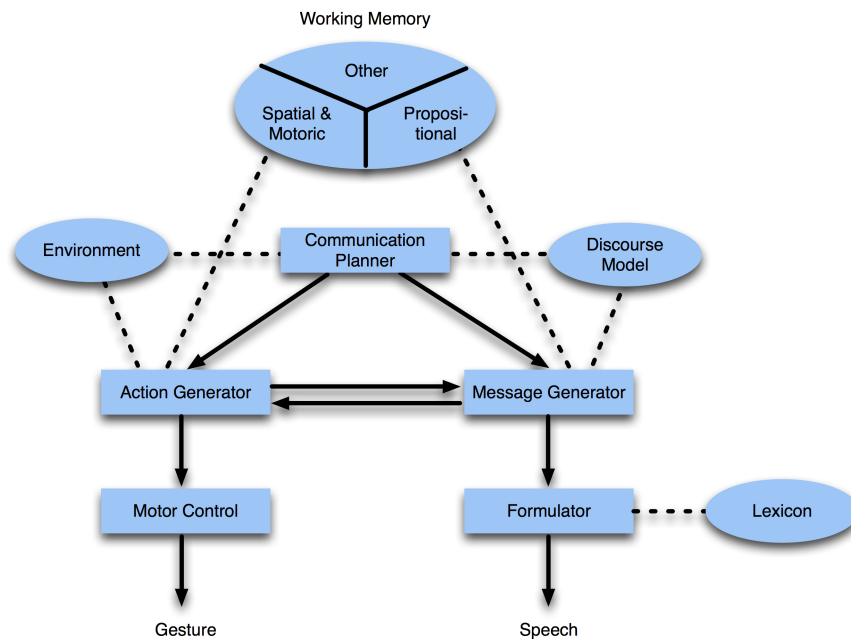 Working Memory
Other
Spatial &
Motoric
Proposi-
tional
Environment
Communication
Planner
Discourse
Model
Action Generator
Message Generator
Motor Control
Formulator
Lexicon
Gesture
Speech